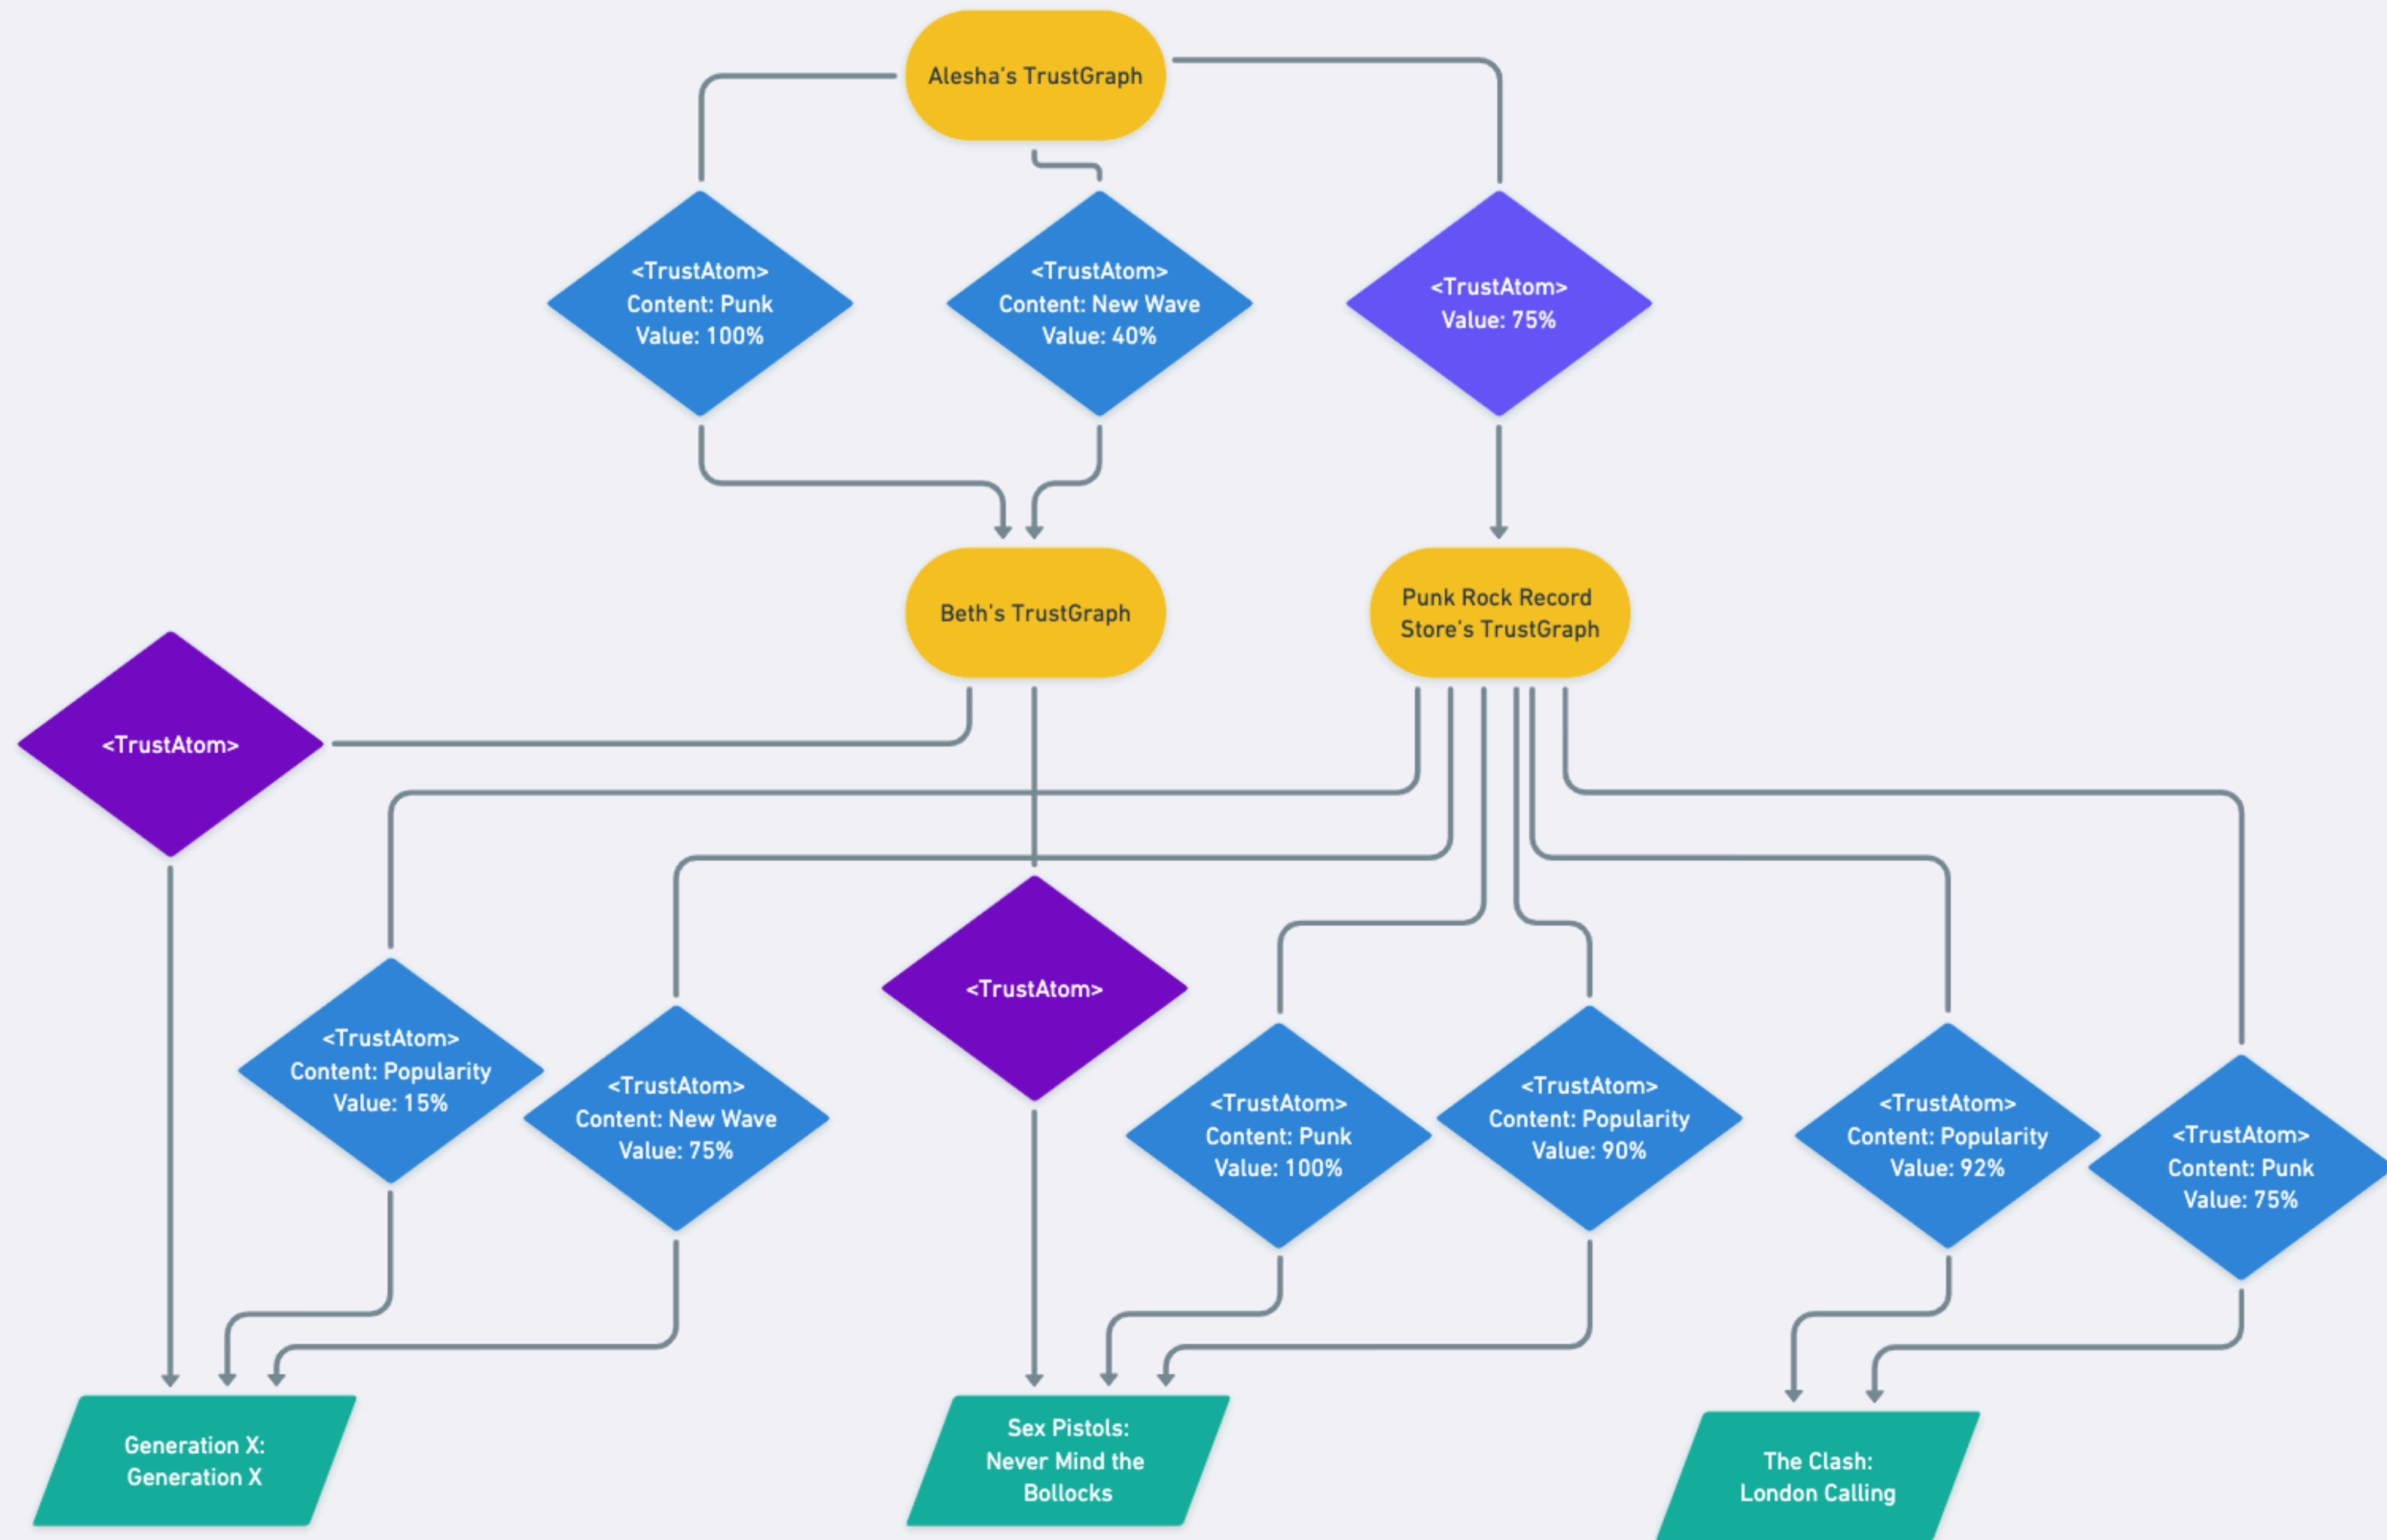 Alesha's TrustGraph
<TrustAtom>
Content: Punk
Value: 100%
<TrustAtom>
Content: New Wave
Value: 40%
<TrustAtom>
Value: 75%
Beth's TrustGraph
Punk Rock Record
Store's TrustGraph
<TrustAtom>
<TrustAtom>
Content: Popularity
Value: 15%
<TrustAtom>
Content: New Wave
Value: 75%
<TrustAtom>
<TrustAtom>
Content: Punk
Value: 100%
<TrustAtom>
Content: Popularity
Value: 90%
<TrustAtom>
Content: Popularity
Value: 92%
<TrustAtom>
Content: Punk
Value: 75%
Generation X:
Generation X
Sex Pistols:
Never Mind the
Bollocks
The Clash:
London Calling